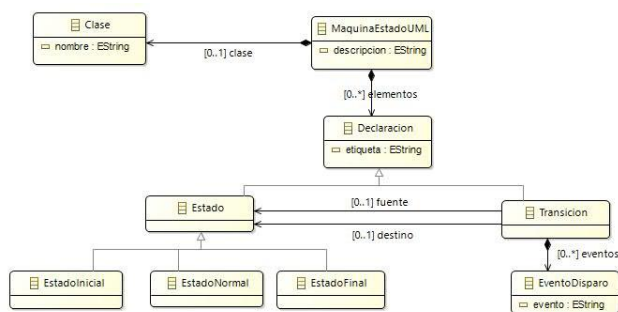 Clase
nombre : EString
MaquinaEstadoUML
descripcion : EString
[0..1] clase
[0..*] elementos
Declaracion
etiqueta : EString
Estado
[0..1] fuente
[0..1] destino
Transicion
[0..*] eventos
EstadoInicial
EstadoNormal
EstadoFinal
EventoDisparo
evento : EString